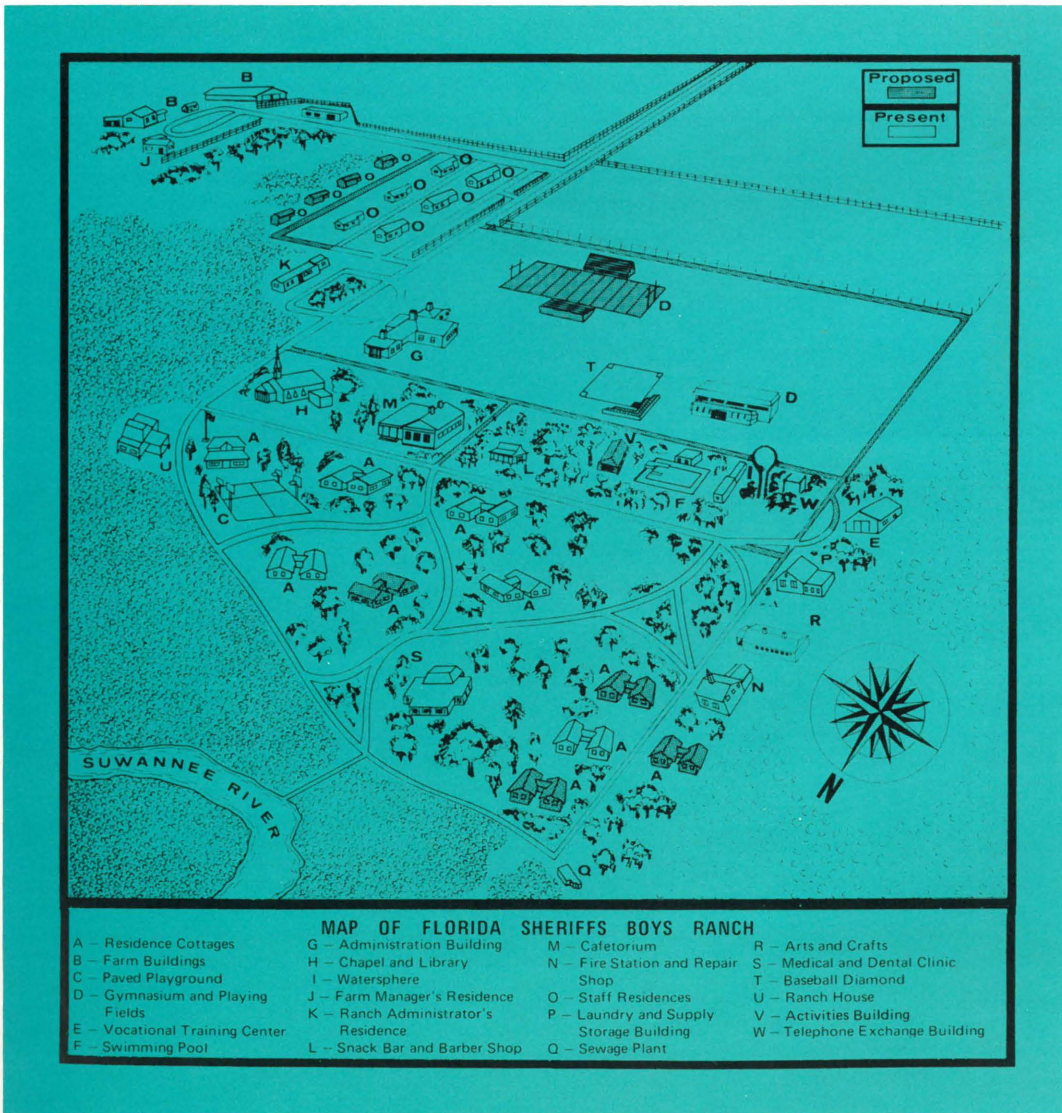 Proposed
Present
B
B
J
O
O
O
O
O
O
O
O
O
K
D
G
T
D
H
M
A
U
A
C
L
V
F
I
W
E
P
A
A
A
A
R
S
A
N
A
A
A
N
SUWANNEE RIVER
Q
MAP OF FLORIDA SHERIFFS BOYS RANCH
A – Residence Cottages
B – Farm Buildings
C – Paved Playground
D – Gymnasium and Playing
Fields
E – Vocational Training Center
F – Swimming Pool
G – Administration Building
H – Chapel and Library
I – Watersphere
J – Farm Manager's Residence
K – Ranch Administrator's
Residence
L – Snack Bar and Barber Shop
M – Cafetorium
N – Fire Station and Repair
Shop
O – Staff Residences
P – Laundry and Supply
Storage Building
Q – Sewage Plant
R – Arts and Crafts
S – Medical and Dental Clinic
T – Baseball Diamond
U – Ranch House
V – Activities Building
W – Telephone Exchange Building